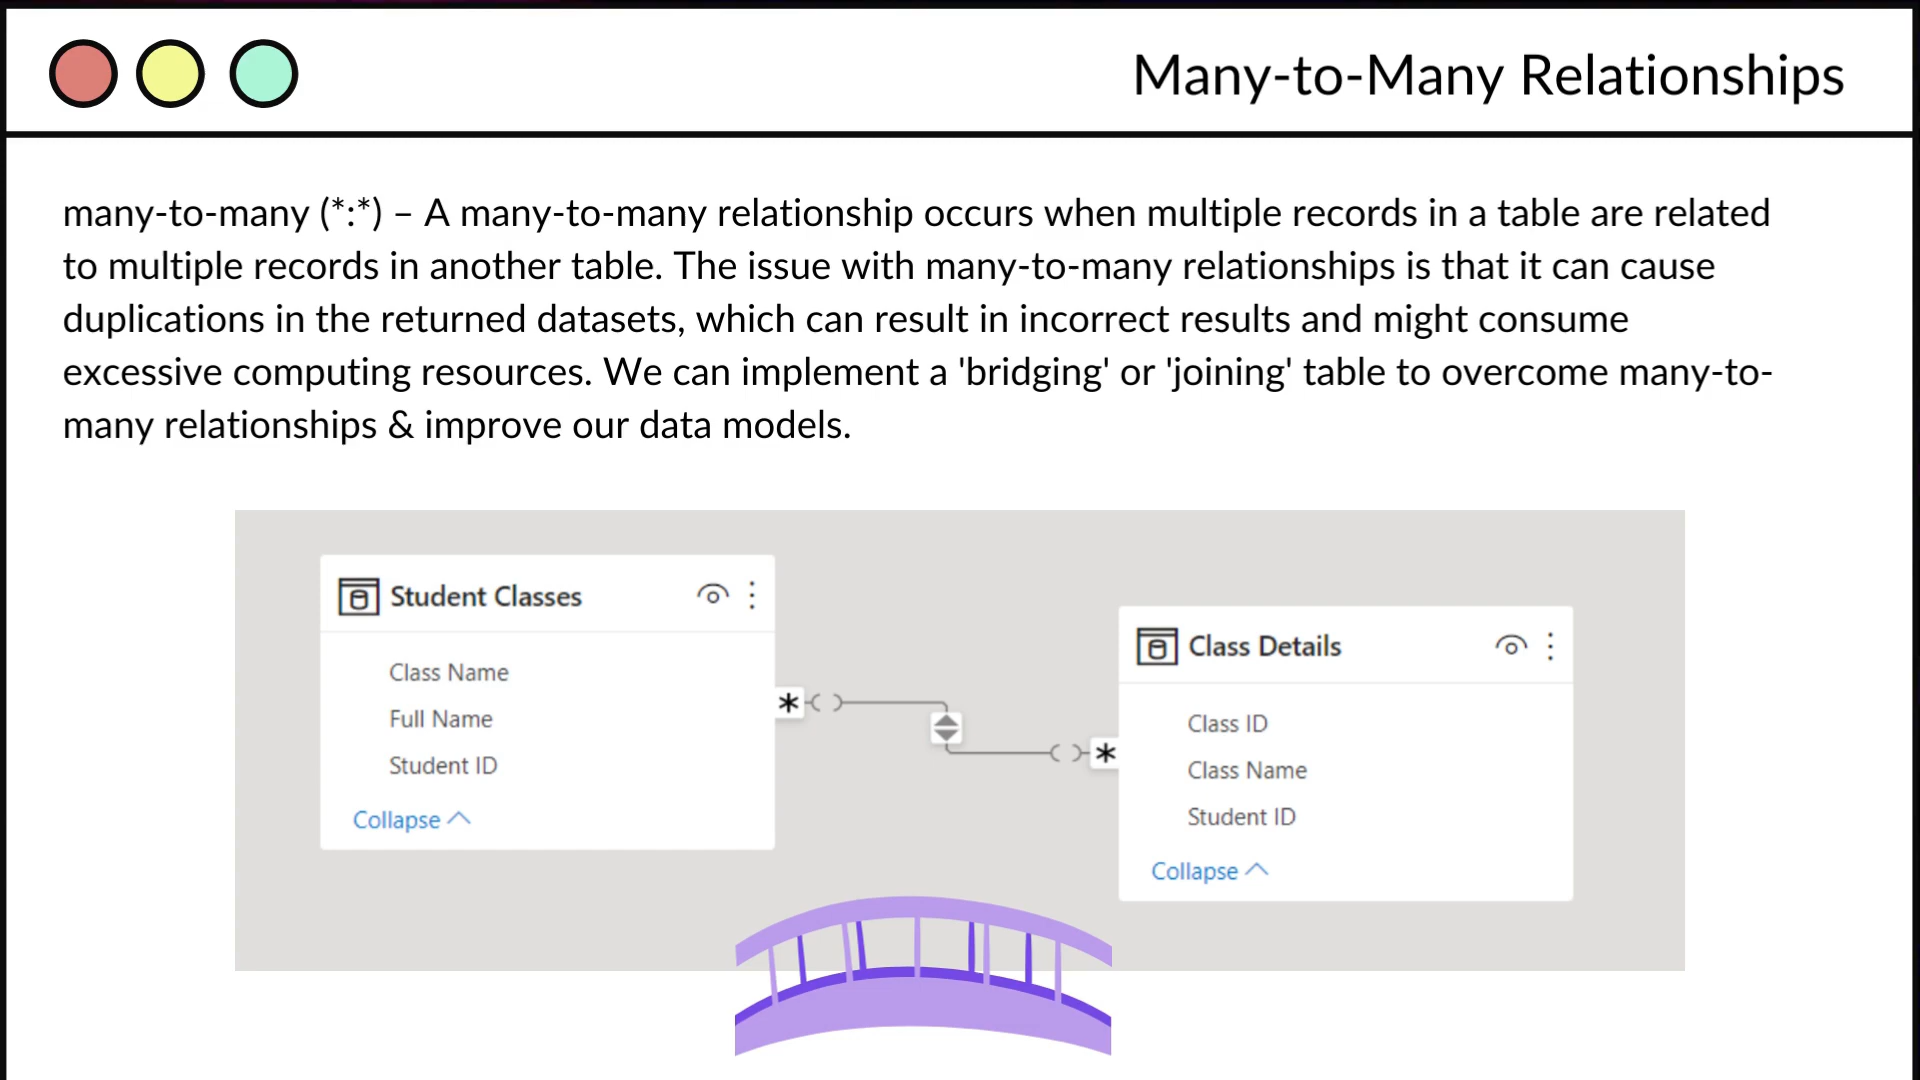 Many-to-Many Relationships
many-to-many (*:*) – A many-to-many relationship occurs when multiple records in a table are related
to multiple records in another table. The issue with many-to-many relationships is that it can cause
duplications in the returned datasets, which can result in incorrect results and might consume
excessive computing resources. We can implement a 'bridging' or 'joining' table to overcome many-to-
many relationships & improve our data models.
Student Classes
Class Name
Full Name
Student ID
Collapse
*
*
Class Details
Class ID
Class Name
Student ID
Collapse